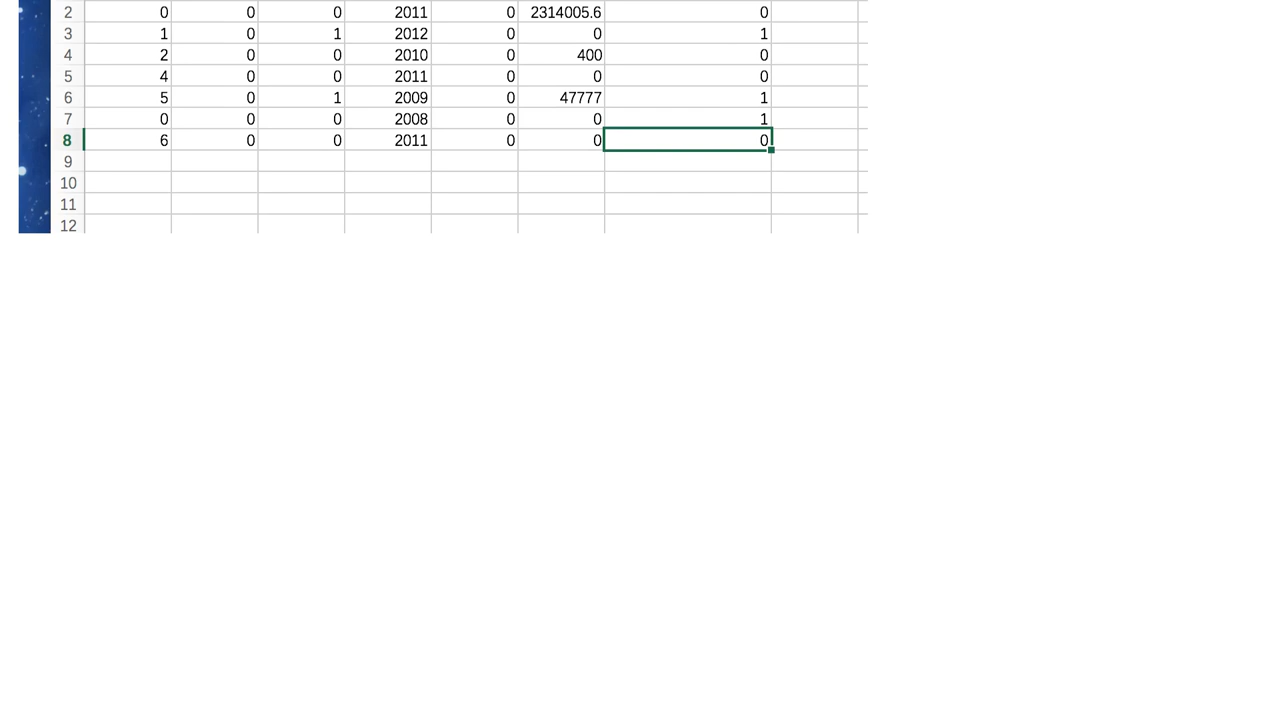 2 0 0 0 2011 0 2314005.6 0
3 1 0 1 2012 0 0 1
4 2 0 0 2010 0 400 0
5 4 0 0 2011 0 0 0
6 5 0 1 2009 0 47777 1
7 0 0 0 2008 0 0 1
8 6 0 0 2011 0 0 0
9
10
11
12